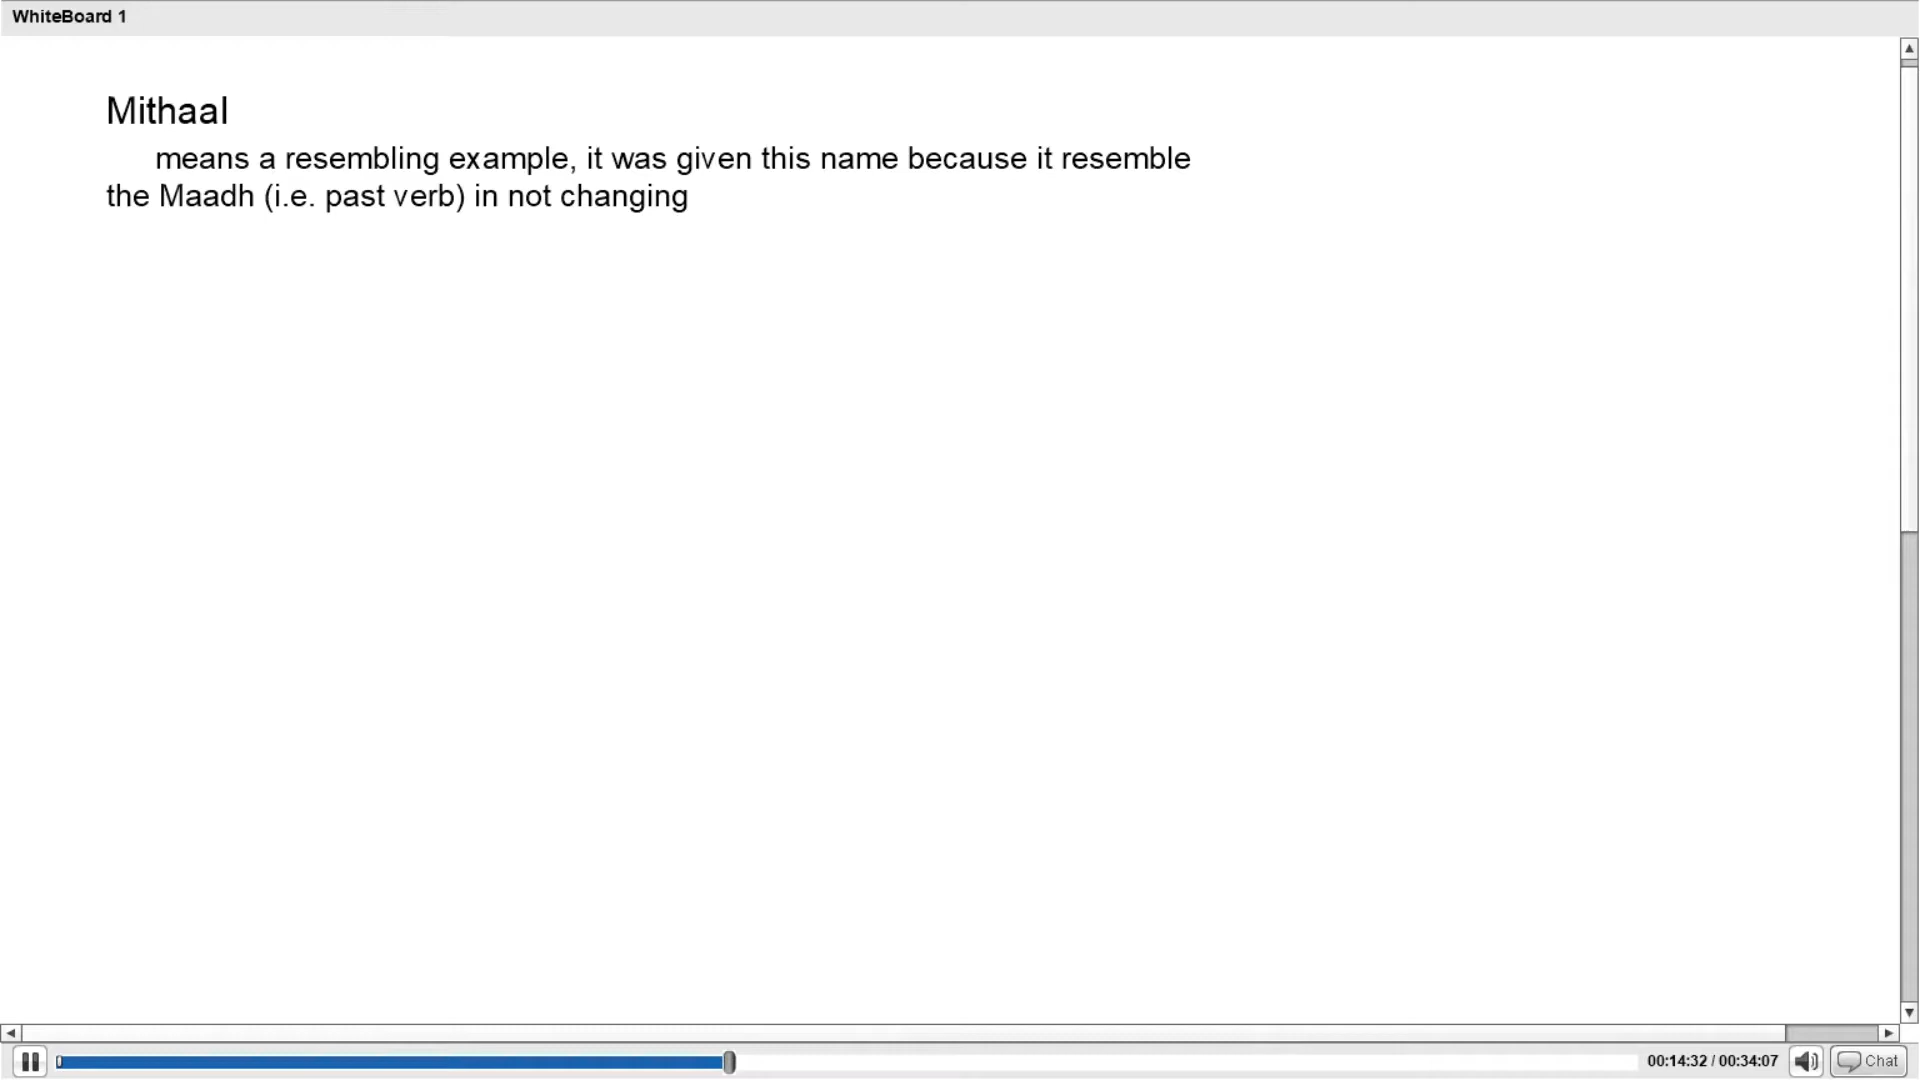 WhiteBoard 1
Mithaal
means a resembling example, it was given this name because it resemble
the Maadh (i.e. past verb) in not changing
00:14:32 / 00:34:07
Chat